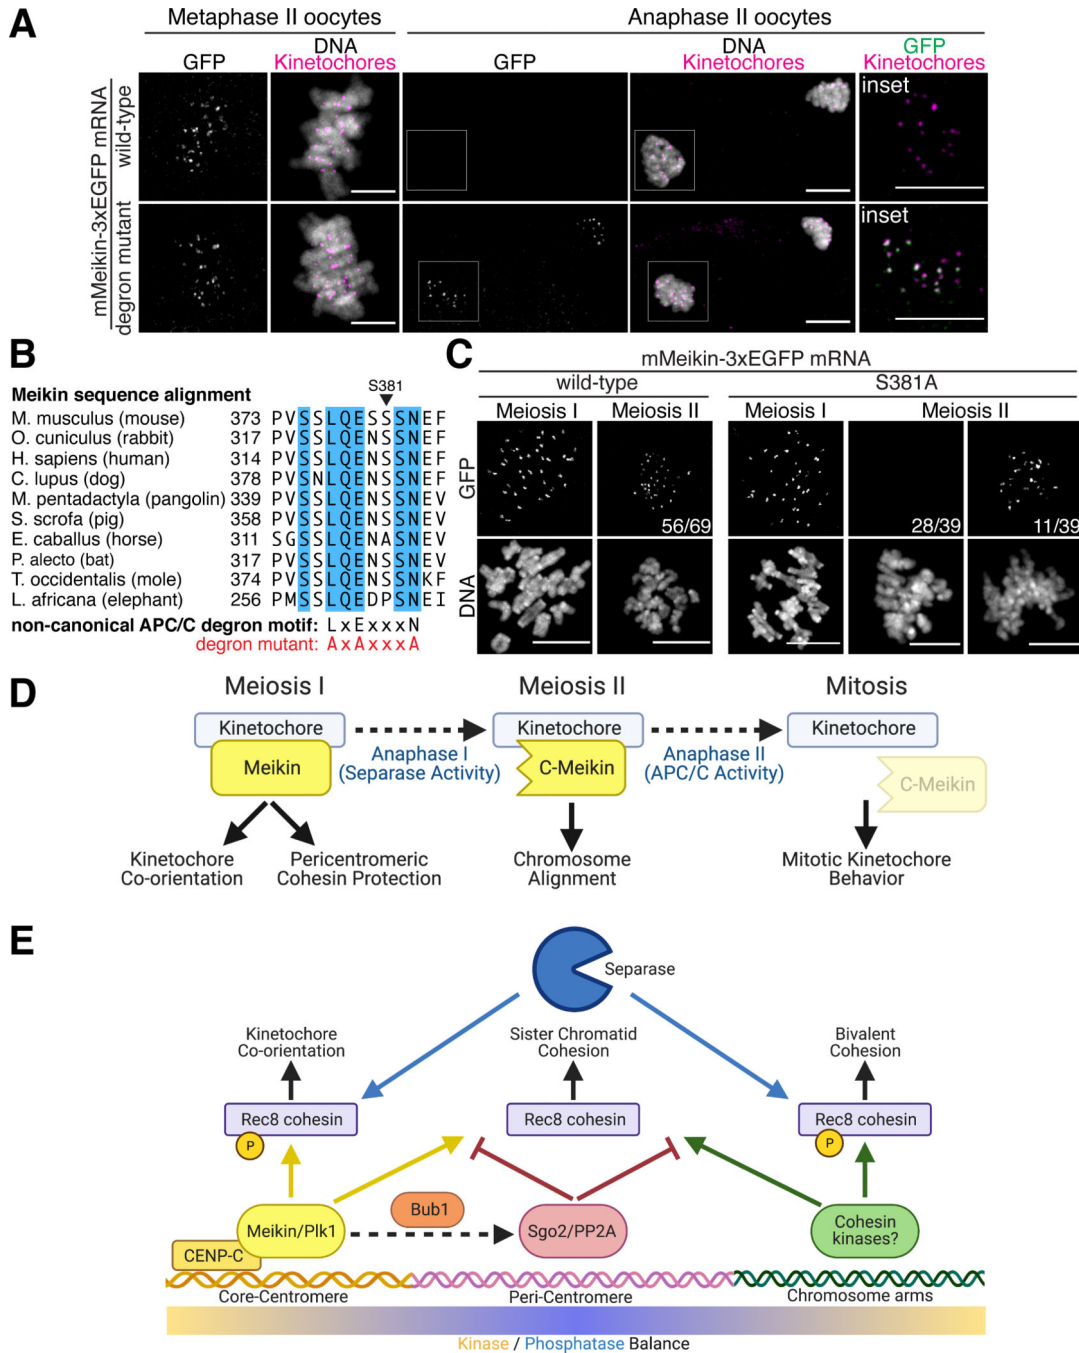 A
Metaphase II oocytes
Anaphase II oocytes
GFP
DNA
Kinetochores
GFP
DNA
Kinetochores
GFP
Kinetochores
mMeikin-3xEGFP mRNA
wild-type
degron mutant
inset
inset
B
Meikin sequence alignment
S381
M. musculus (mouse) 373 PVSSLQESSSNEF
O. cuniculus (rabbit) 317 PVSSLQENSSNEF
H. sapiens (human) 314 PVSSLQENSSNEF
C. lupus (dog) 378 PVSNLQENSSNEF
M. pentadactyla (pangolin) 339 PVSSLQENSSNEV
S. scrofa (pig) 358 PVSSLQENSSNEV
E. caballus (horse) 311 SGSSLQENASNEV
P. alecto (bat) 317 PVSSLQENSSNEV
T. occidentalis (mole) 374 PVSSLQENSSNKF
L. africana (elephant) 256 PMSSLQEDPSNEI
non-canonical APC/C degron motif: LxExxxN
degron mutant: AxAxxxA
C
mMeikin-3xEGFP mRNA
wild-type
S381A
Meiosis I
Meiosis II
Meiosis I
Meiosis II
GFP
56/69
28/39
11/39
DNA
D
Meiosis I
Meiosis II
Mitosis
Kinetochore
Kinetochore
Kinetochore
Meikin
Anaphase I
(Separase Activity)
C-Meikin
Anaphase II
(APC/C Activity)
C-Meikin
Kinetochore
Co-orientation
Pericentromeric
Cohesin Protection
Chromosome
Alignment
Mitotic Kinetochore
Behavior
E
Separase
Kinetochore
Co-orientation
Sister Chromatid
Cohesion
Bivalent
Cohesion
Rec8 cohesin
Rec8 cohesin
Rec8 cohesin
P
P
Bub1
Meikin/Plk1
Sgo2/PP2A
Cohesin
kinases?
CENP-C
Core-Centromere
Peri-Centromere
Chromosome arms
Kinase / Phosphatase Balance